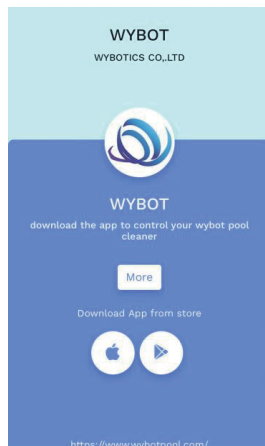 WYBOT
WYBOTICS CO,.LTD
WYBOT
download the app to control your wybot pool
cleaner
More
Download App from store
https://www.wybotpool.com/